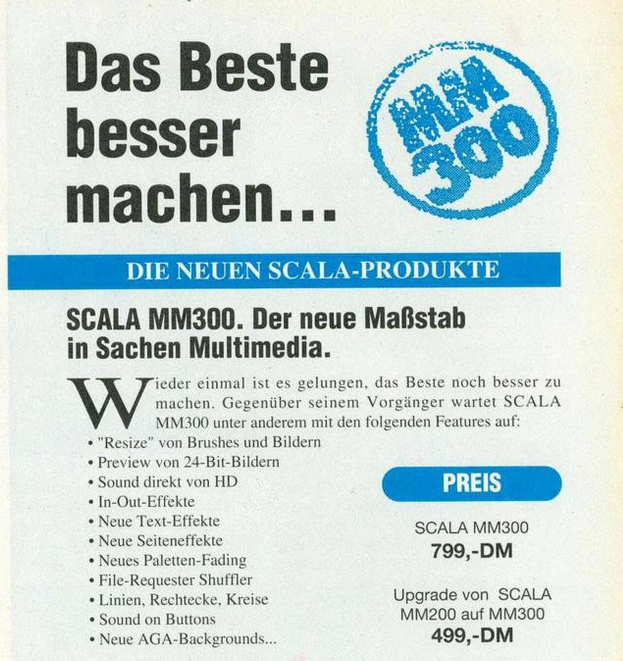 Das Beste
besser
machen...
MM
300
DIE NEUEN SCALA-PRODUKTE
SCALA MM300. Der neue Maßstab
in Sachen Multimedia.
Wieder einmal ist es gelungen, das Beste noch besser zu
machen. Gegenüber seinem Vorgänger wartet SCALA
MM300 unter anderem mit den folgenden Features auf:
• "Resize" von Brushes und Bildern
• Preview von 24-Bit-Bildern
• Sound direkt von HD
• In-Out-Effekte
• Neue Text-Effekte
• Neue Seiteneffekte
• Neues Paletten-Fading
• File-Requester Shuffler
• Linien, Rechtecke, Kreise
• Sound on Buttons
• Neue AGA-Backgrounds...
PREIS
SCALA MM300
799,-DM
Upgrade von SCALA
MM200 auf MM300
499,-DM